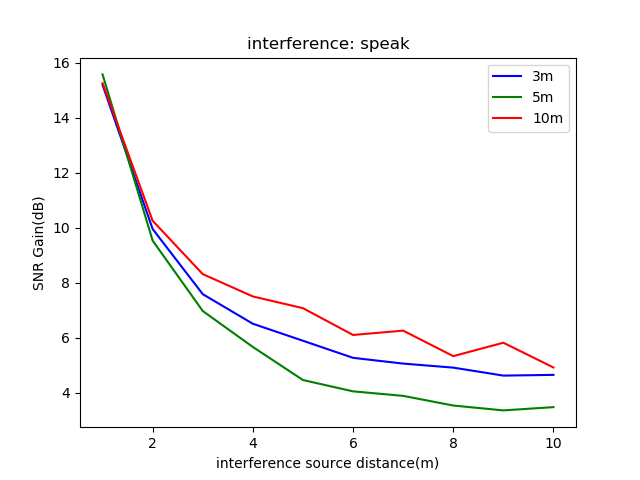 interference: speak
3m
5m
10m
16
14
12
10
8
6
4
SNR Gain(dB)
2 4 6 8 10
interference source distance(m)